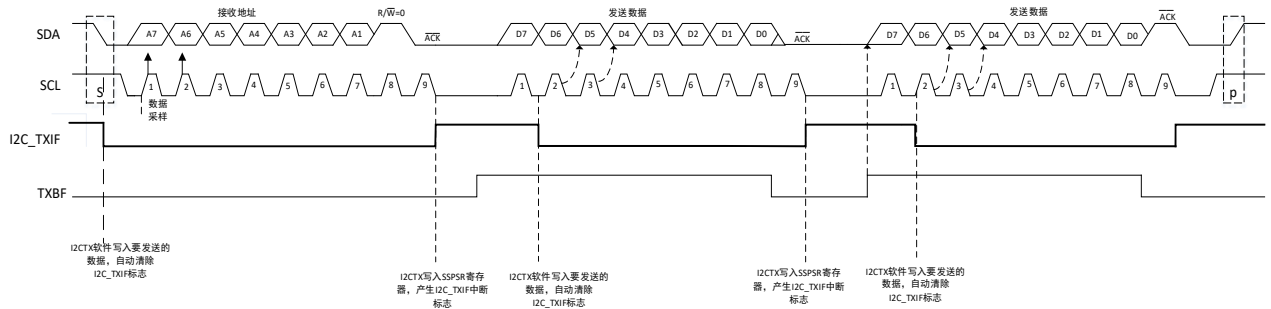 接收地址 R/W̅=0 发送数据 发送数据 A̅C̅K̅
SDA A7 A6 A5 A4 A3 A2 A1 A̅C̅K̅ D7 D6 D5 D4 D3 D2 D1 D0 A̅C̅K̅ D7 D6 D5 D4 D3 D2 D1 D0
SCL S 1 2 3 4 5 6 7 8 9 1 2 3 4 5 6 7 8 9 1 2 3 4 5 6 7 8 9 p
数据
采样
I2C_TXIF
TXBF
I2CTX软件写入要发送的
数据，自动清除
I2C_TXIF标志
I2CTX写入SSPSR寄存
器，产生I2C_TXIF中断
标志
I2CTX软件写入要发送的
数据，自动清除
I2C_TXIF标志
I2CTX写入SSPSR寄存
器，产生I2C_TXIF中断
标志
I2CTX软件写入要发送的
数据，自动清除
I2C_TXIF标志